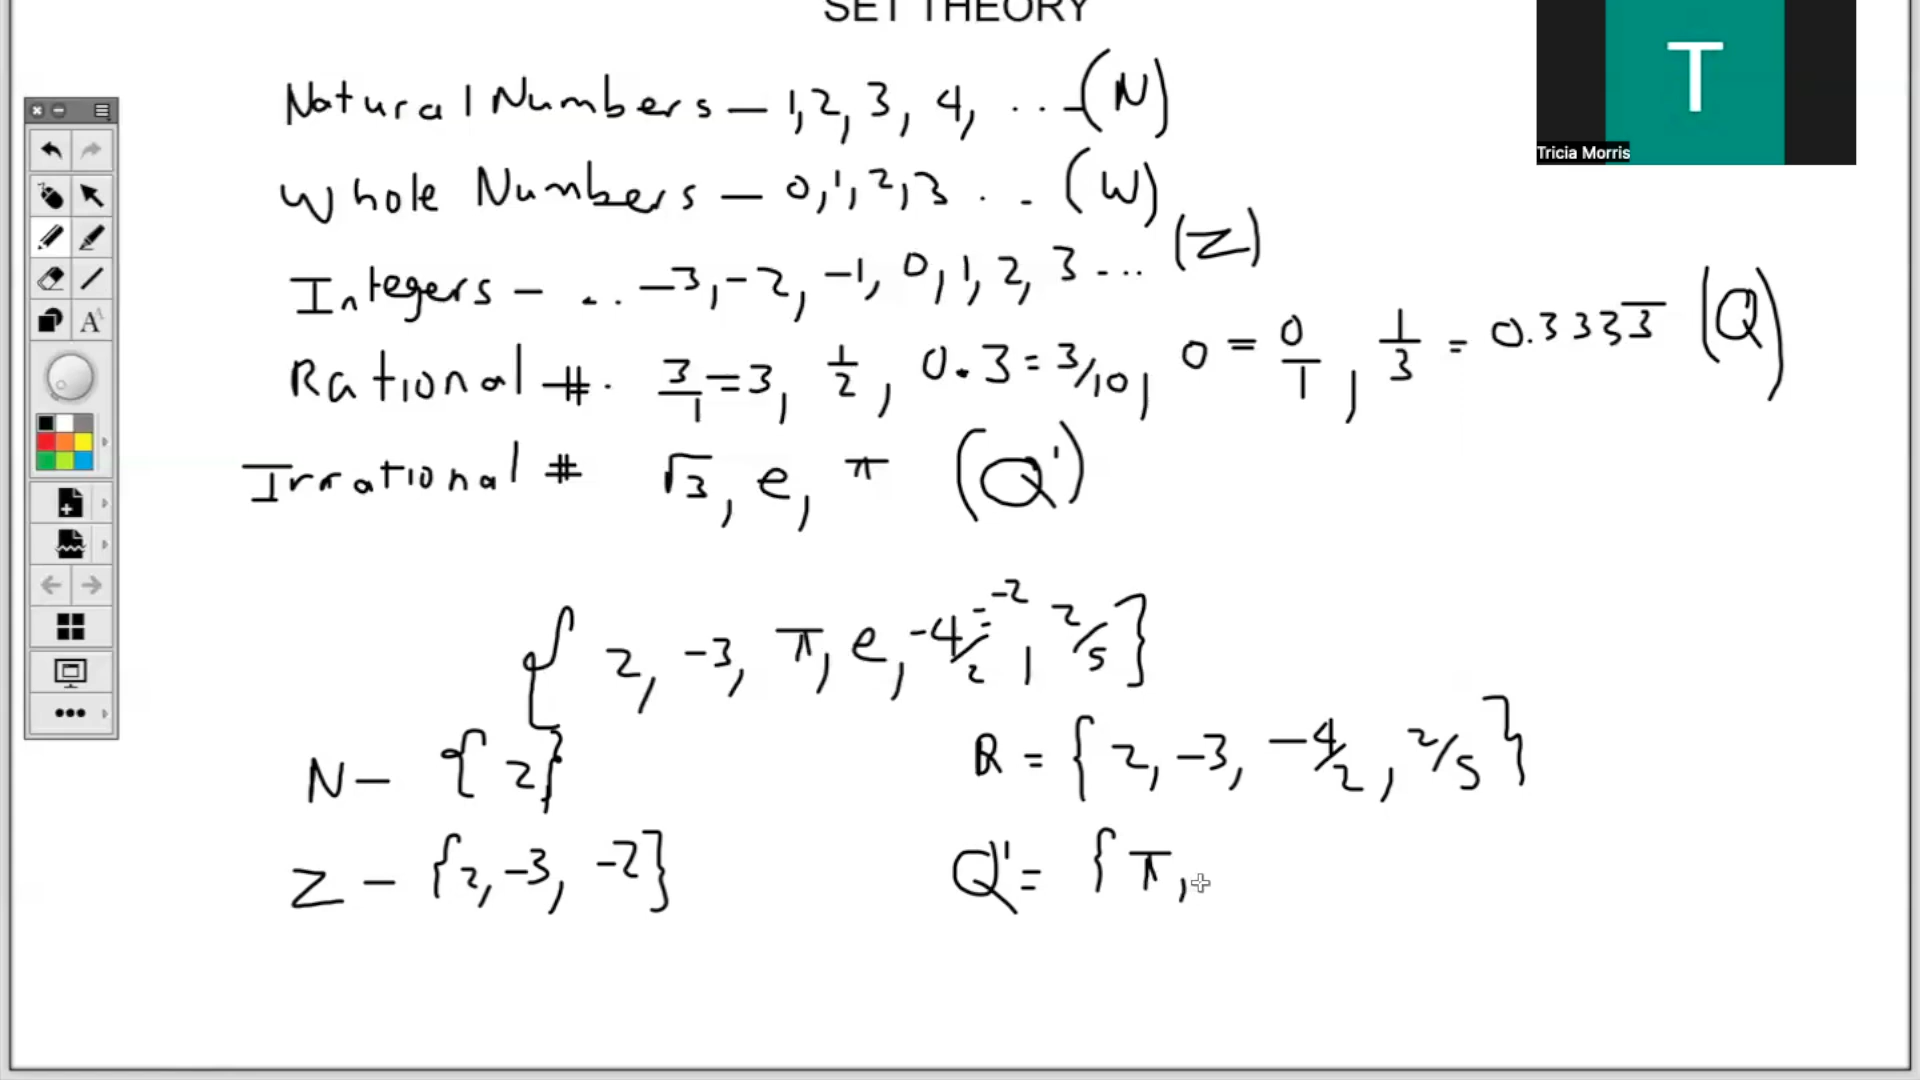 SET THEORY
T
Tricia Morris
Natural Numbers – 1, 2, 3, 4, ... (N)
Whole Numbers – 0, 1, 2, 3 ... (W)
Integers – .. -3, -2, -1, 0, 1, 2, 3 ... (Z)
Rational #. 3/1 = 3, 1/2, 0.3 = 3/10, 0 = 0/1, 1/3 = 0.3333̅ (Q)
Irrational # √3, e, π (Q')
{ 2, -3, π, e, -4/2 = -2, 2/5 }
N – { 2 }
R = { 2, -3, -4/2, 2/5 }
Z – { 2, -3, -2 }
Q' = { π,